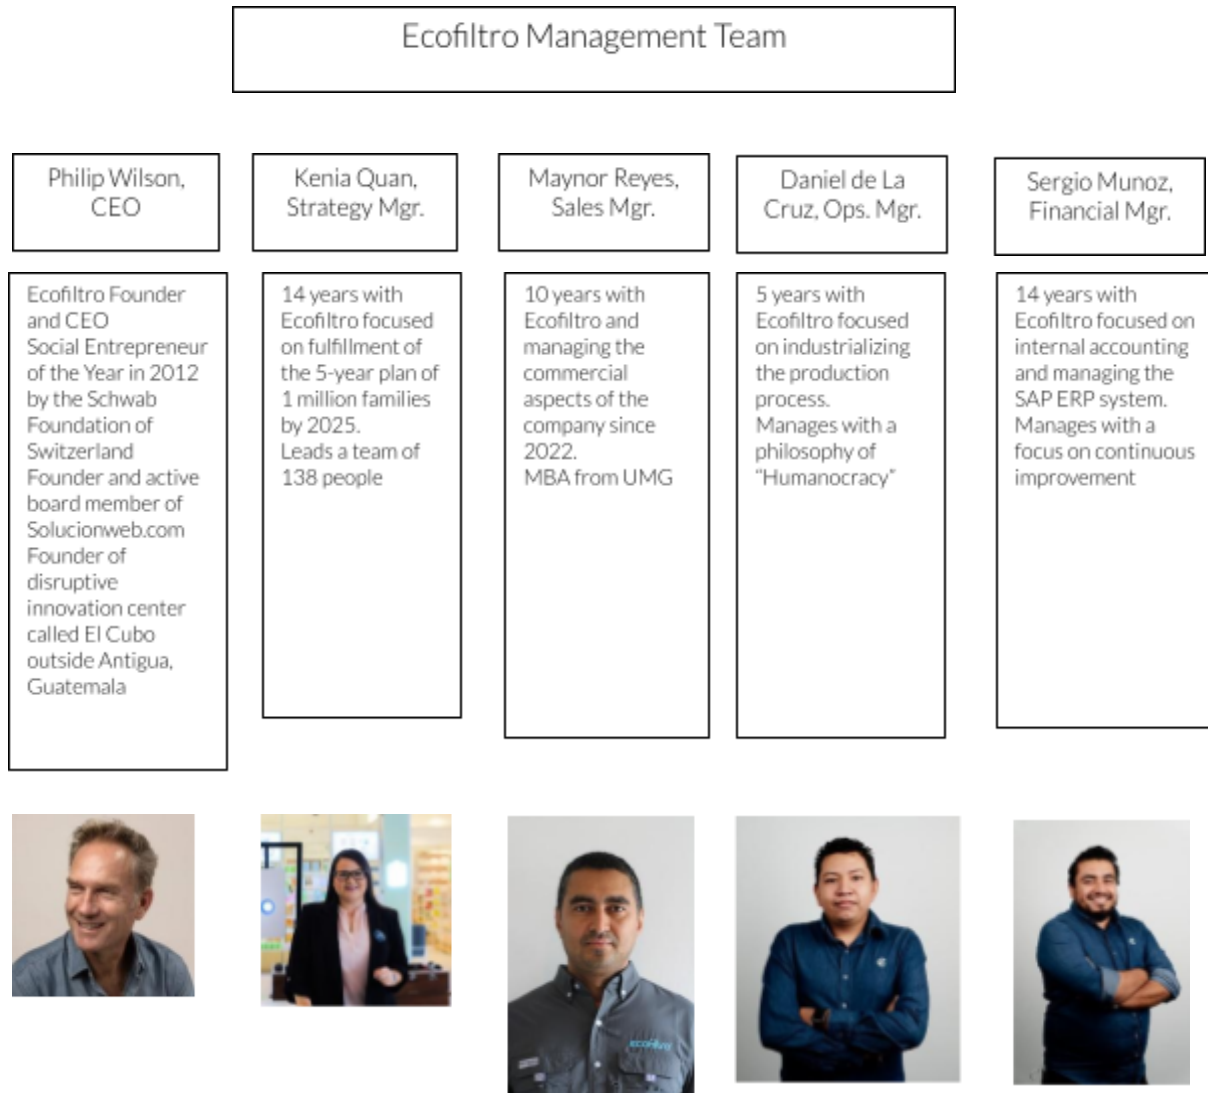 Ecofiltro Management Team
Philip Wilson,
CEO
Kenia Quan,
Strategy Mgr.
Maynor Reyes,
Sales Mgr.
Daniel de La
Cruz, Ops. Mgr.
Sergio Munoz,
Financial Mgr.
Ecofiltro Founder
and CEO
Social Entrepreneur
of the Year in 2012
by the Schwab
Foundation of
Switzerland
Founder and active
board member of
Solucionweb.com
Founder of
disruptive
innovation center
called El Cubo
outside Antigua,
Guatemala
14 years with
Ecofiltro focused
on fulfillment of
the 5-year plan of
1 million families
by 2025.
Leads a team of
138 people
10 years with
Ecofiltro and
managing the
commercial
aspects of the
company since
2022.
MBA from UMG
5 years with
Ecofiltro focused
on industrializing
the production
process.
Manages with a
philosophy of
“Humanocracy”
14 years with
Ecofiltro focused on
internal accounting
and managing the
SAP ERP system.
Manages with a
focus on continuous
improvement
ecofiltro